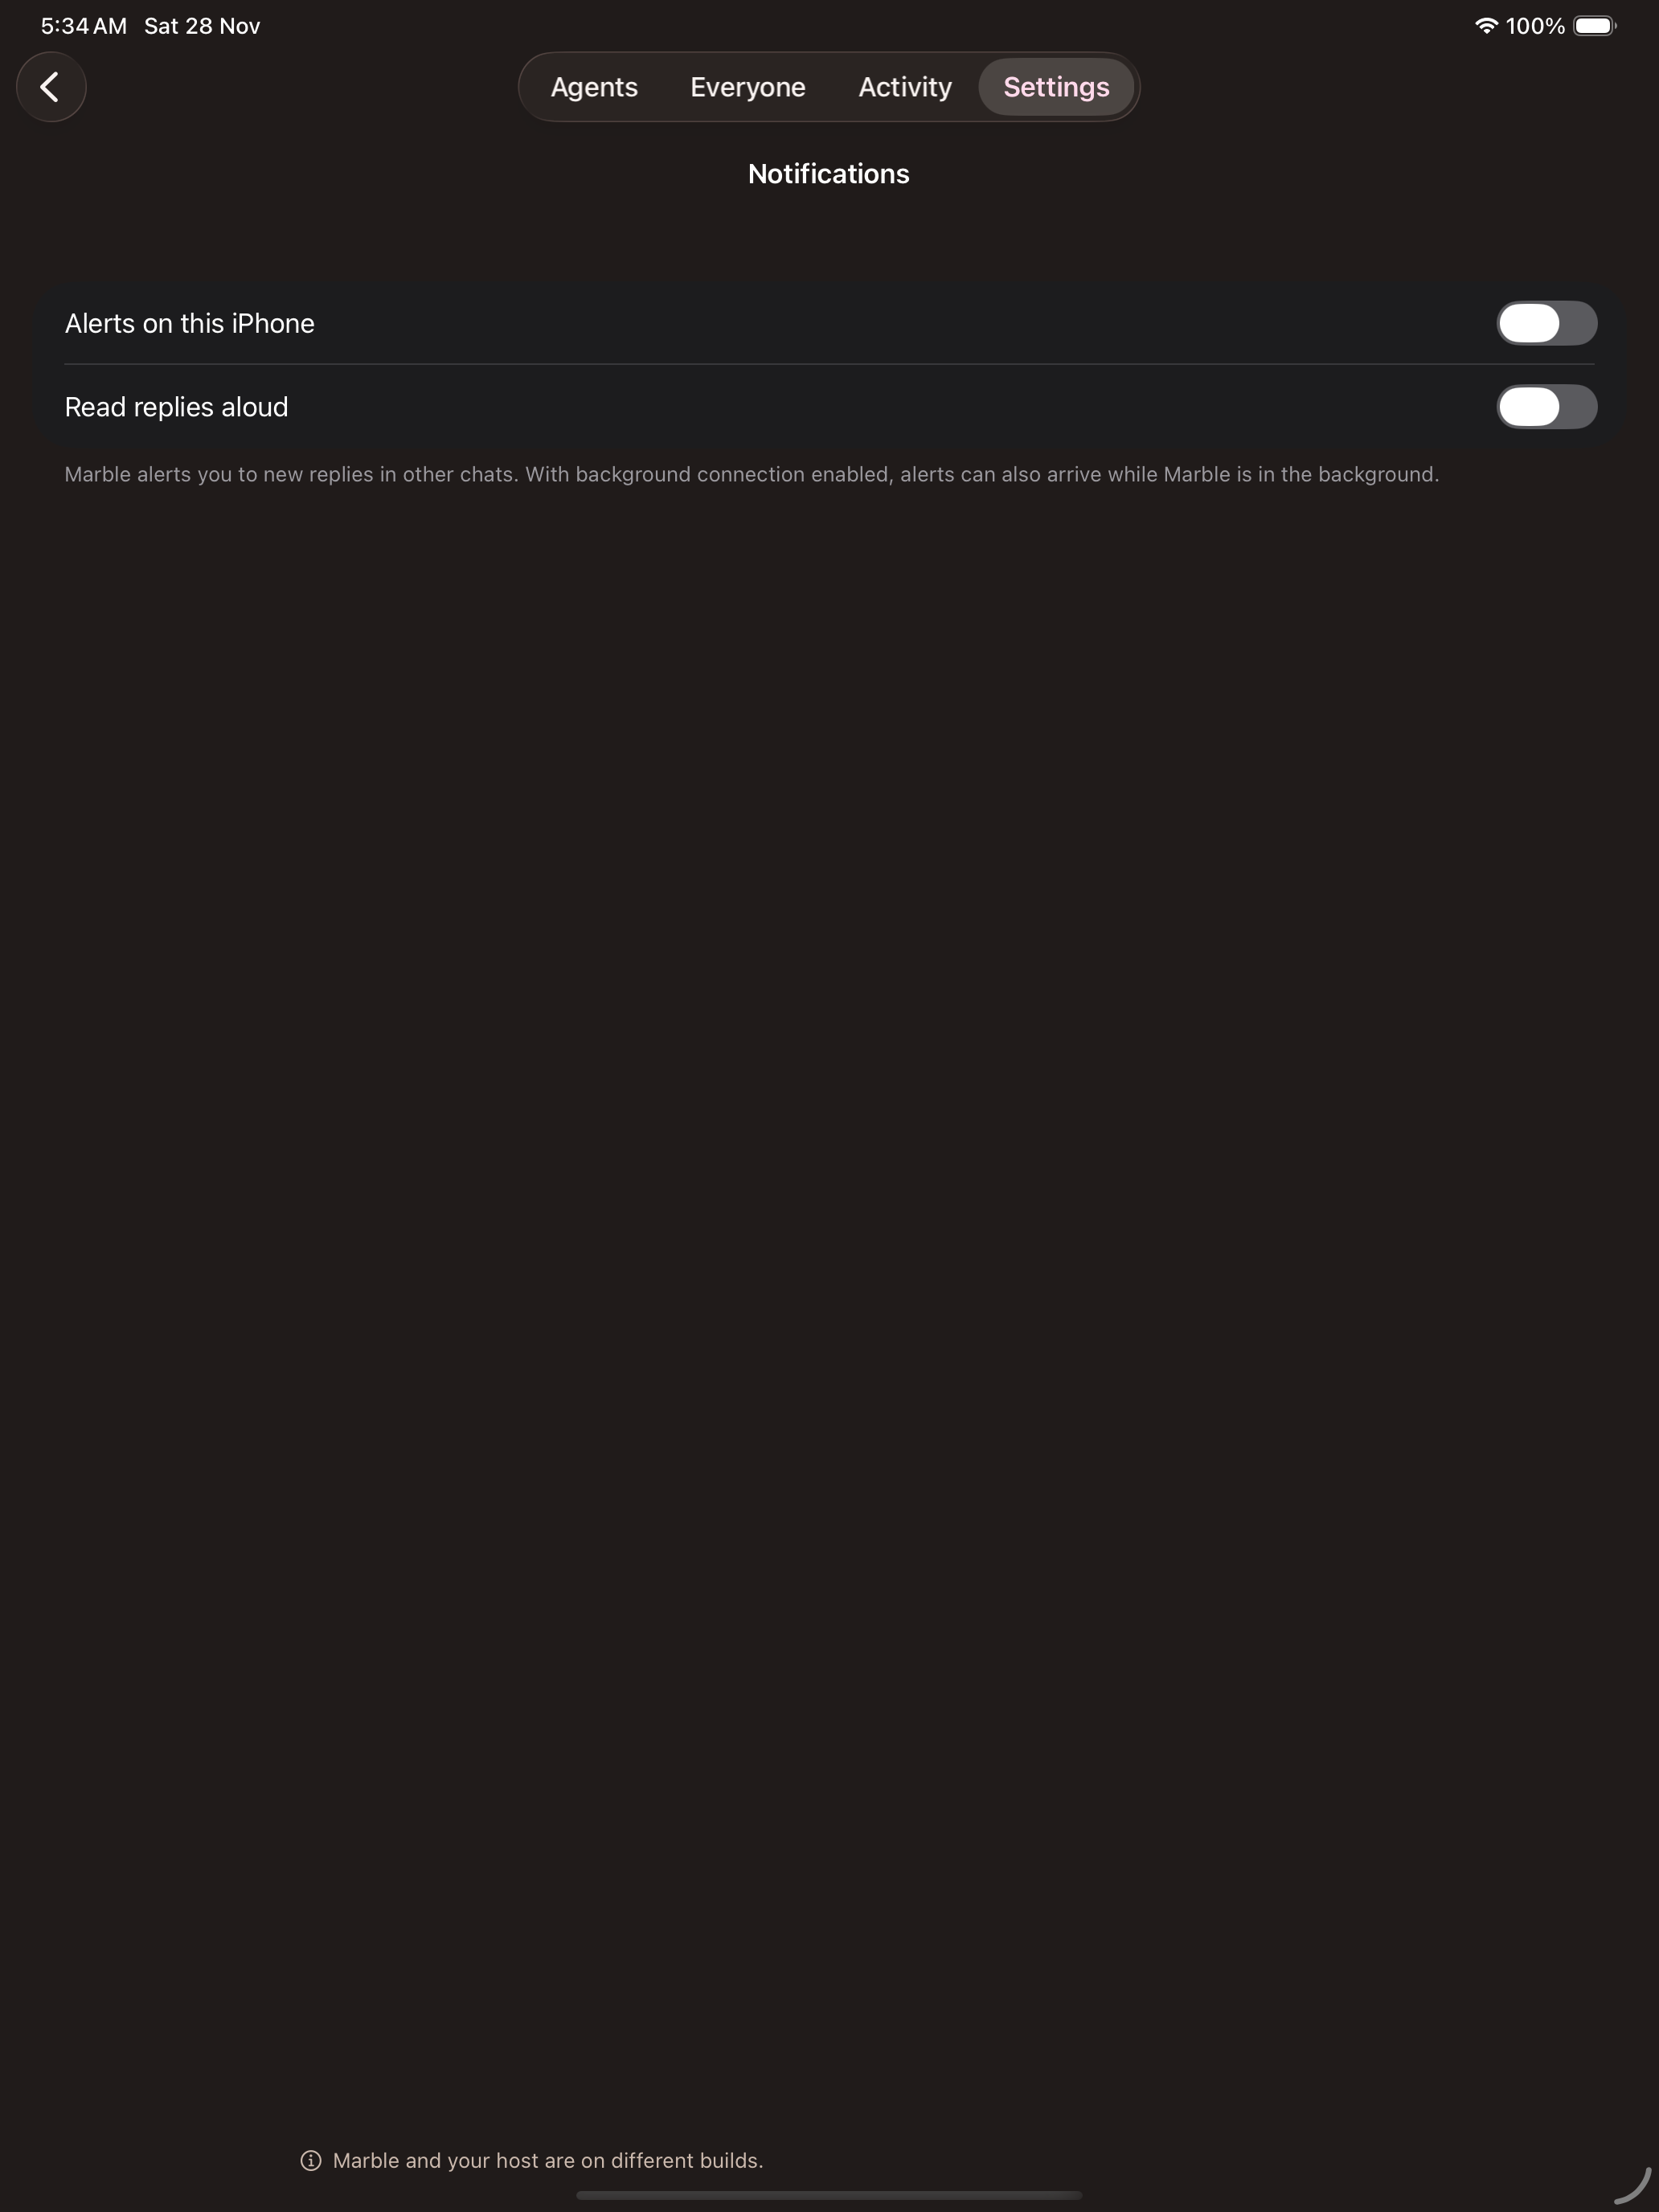 5:34 AM Sat 28 Nov
100%
Agents Everyone Activity Settings
Notifications
Alerts on this iPhone
Read replies aloud
Marble alerts you to new replies in other chats. With background connection enabled, alerts can also arrive while Marble is in the background.
Marble and your host are on different builds.